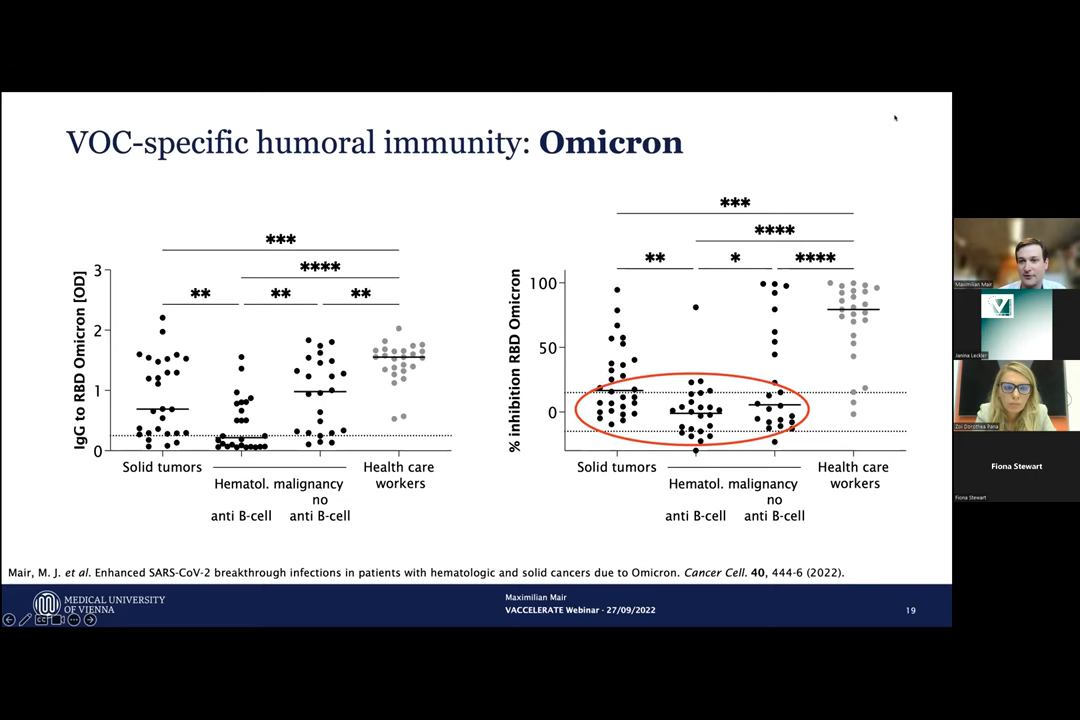 VOC-specific humoral immunity: Omicron
***
****
** ** **
IgG to RBD Omicron [OD]
3
2
1
0
Solid tumors
Hematol. malignancy
anti B-cell
no
anti B-cell
Health care
workers
***
****
** * ****
% inhibition RBD Omicron
100
50
0
Solid tumors
Hematol. malignancy
anti B-cell
no
anti B-cell
Health care
workers
Mair, M. J. et al. Enhanced SARS-CoV-2 breakthrough infections in patients with hematologic and solid cancers due to Omicron. Cancer Cell. 40, 444-6 (2022).
MEDICAL UNIVERSITY
OF VIENNA
Maximilian Mair
VACCELERATE Webinar - 27/09/2022
19
Maximilian Mair
Janina Leckler
Zoi Dorothea Pana
Fiona Stewart
Fiona Stewart